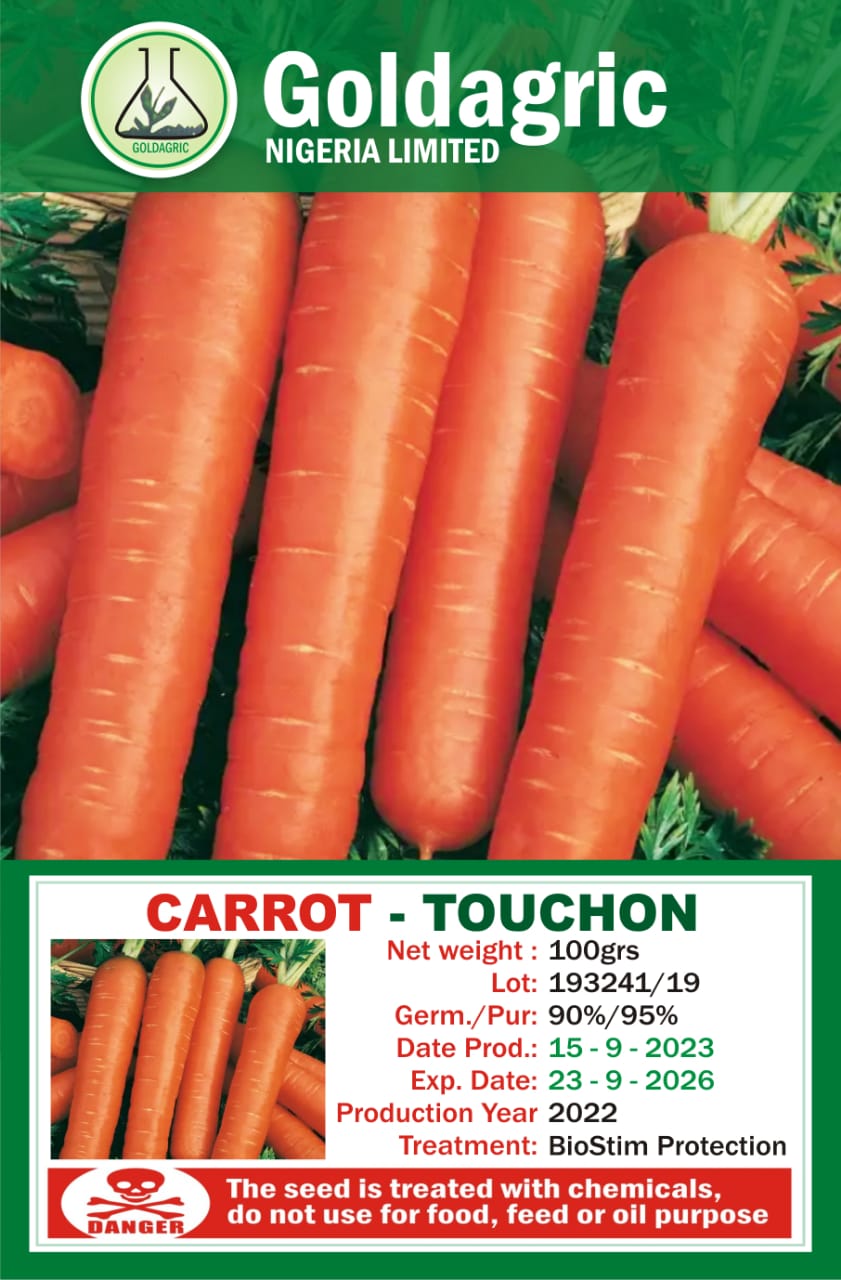 GOLDAGRIC
Goldagric
NIGERIA LIMITED
CARROT - TOUCHON
Net weight : 100grs
Lot: 193241/19
Germ./Pur: 90%/95%
Date Prod.: 15 - 9 - 2023
Exp. Date: 23 - 9 - 2026
Production Year 2022
Treatment: BioStim Protection
DANGER
The seed is treated with chemicals,
do not use for food, feed or oil purpose